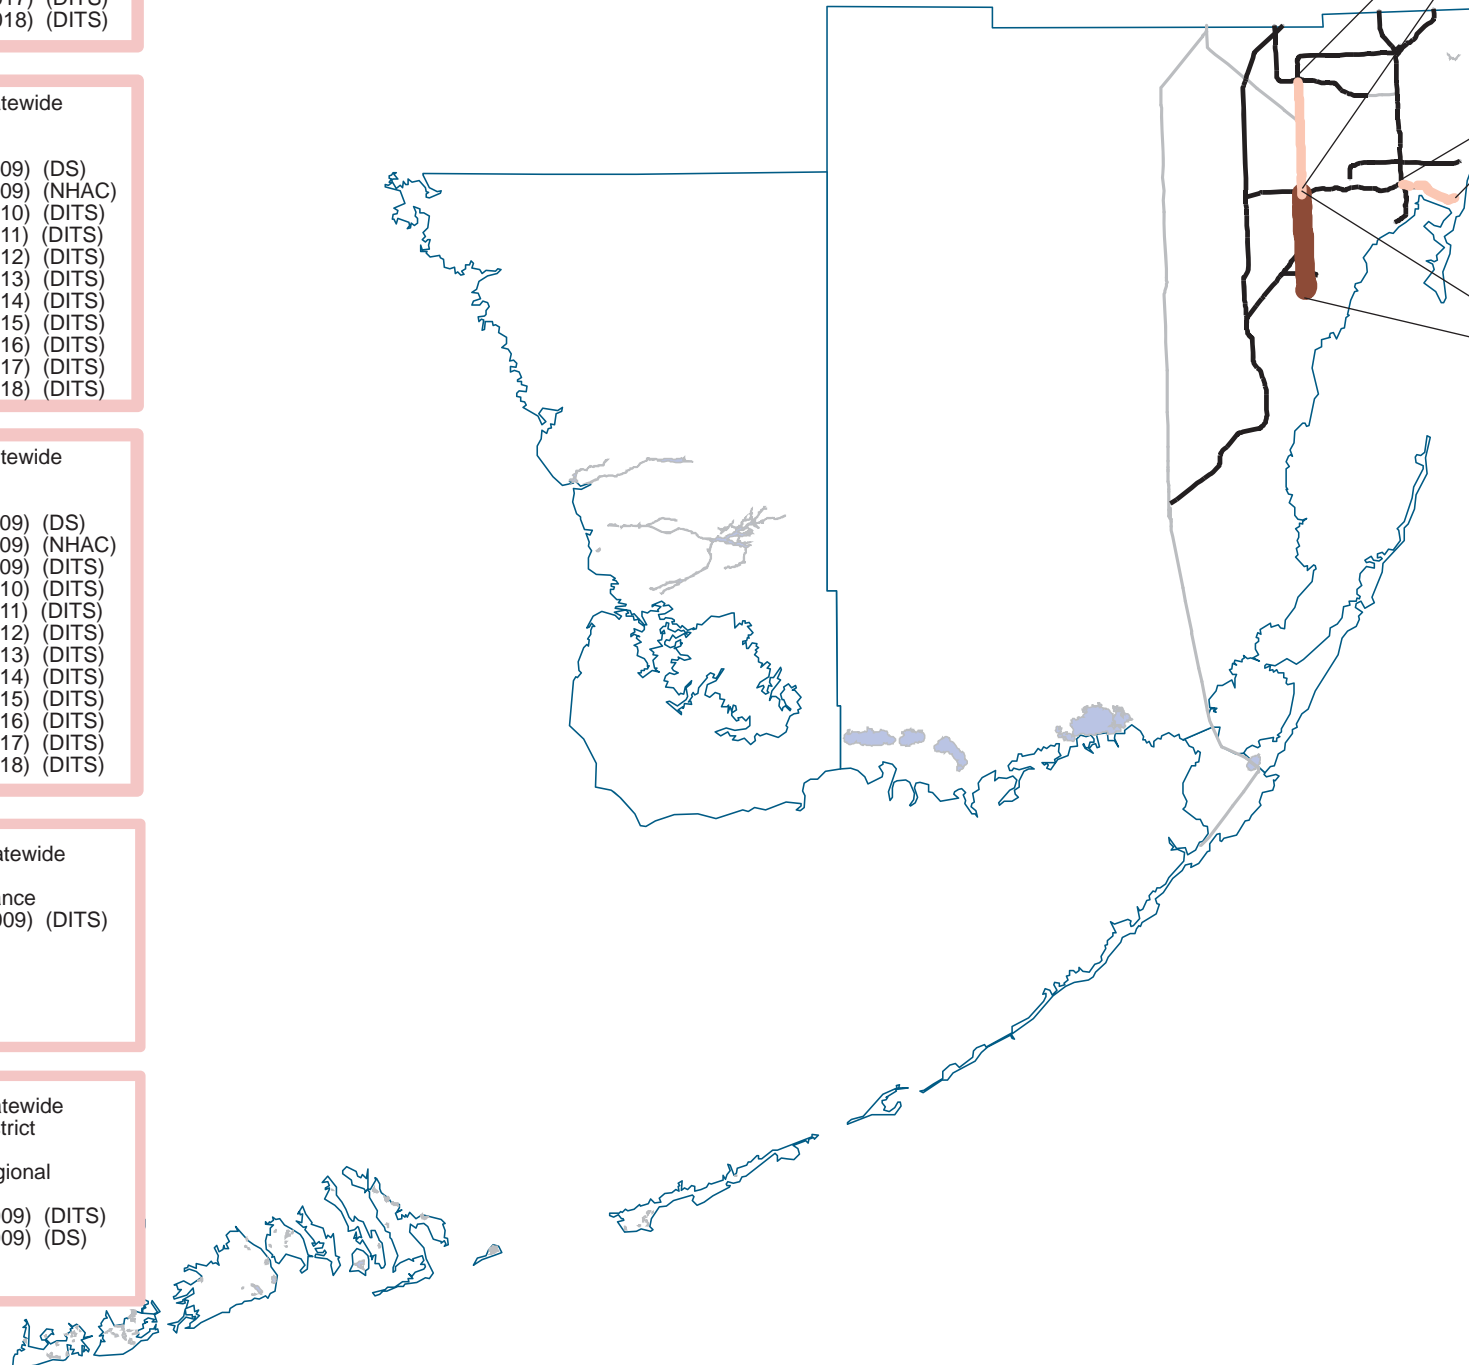 018) (DITS)
tewide
09) (DS)
09) (NHAC)
10) (DITS)
11) (DITS)
12) (DITS)
13) (DITS)
14) (DITS)
15) (DITS)
16) (DITS)
17) (DITS)
18) (DITS)
tewide
09) (DS)
09) (NHAC)
09) (DITS)
10) (DITS)
11) (DITS)
12) (DITS)
13) (DITS)
14) (DITS)
15) (DITS)
16) (DITS)
17) (DITS)
18) (DITS)
atewide
ance
009) (DITS)
atewide
trict
gional
009) (DITS)
009) (DS)